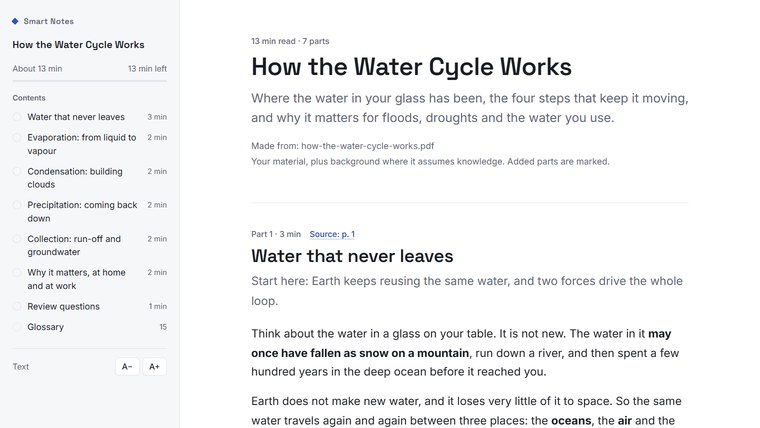 Smart Notes
How the Water Cycle Works
About 13 min 13 min left
Contents
Water that never leaves 3 min
Evaporation: from liquid to 2 min
vapour
Condensation: building 2 min
clouds
Precipitation: coming back 2 min
down
Collection: run-off and 2 min
groundwater
Why it matters, at home 2 min
and at work
Review questions 1 min
Glossary 15
Text A− A+
13 min read · 7 parts
How the Water Cycle Works
Where the water in your glass has been, the four steps that keep it moving,
and why it matters for floods, droughts and the water you use.
Made from: how-the-water-cycle-works.pdf
Your material, plus background where it assumes knowledge. Added parts are marked.
Part 1 · 3 min Source: p. 1
Water that never leaves
Start here: Earth keeps reusing the same water, and two forces drive the whole
loop.
Think about the water in a glass on your table. It is not new. The water in it may
once have fallen as snow on a mountain, run down a river, and then spent a few
hundred years in the deep ocean before it reached you.
Earth does not make new water, and it loses very little of it to space. So the same
water travels again and again between three places: the oceans, the air and the